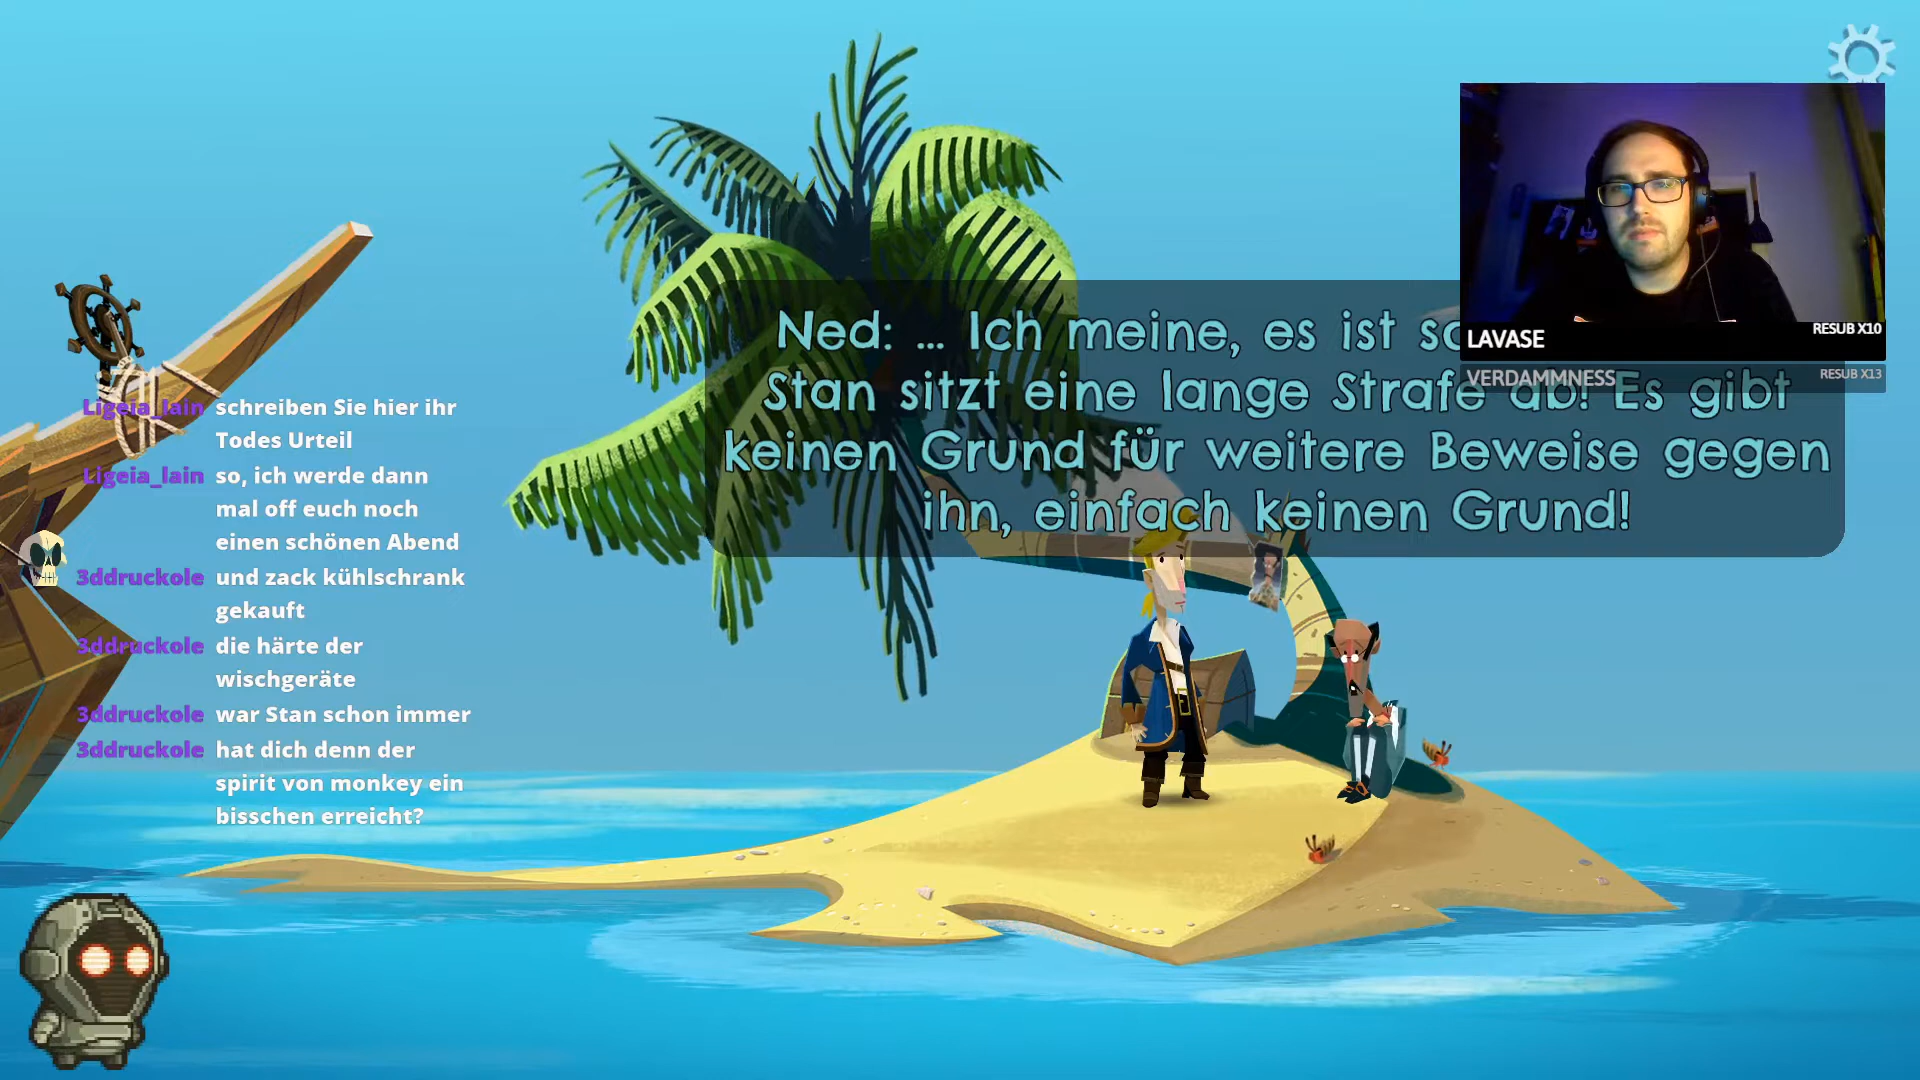 Ned: ... Ich meine, es ist
Stan sitzt eine lange Strafe ab! Es gibt
keinen Grund für weitere Beweise gegen
ihn, einfach keinen Grund!
LAVASE RESUB X10
VERDAMMNESS RESUB X13
Ligeia_lain schreiben Sie hier ihr
Todes Urteil
Ligeia_lain so, ich werde dann
mal off euch noch
einen schönen Abend
3ddruckole und zack kühlschrank
gekauft
3ddruckole die härte der
wischgeräte
3ddruckole war Stan schon immer
3ddruckole hat dich denn der
spirit von monkey ein
bisschen erreicht?